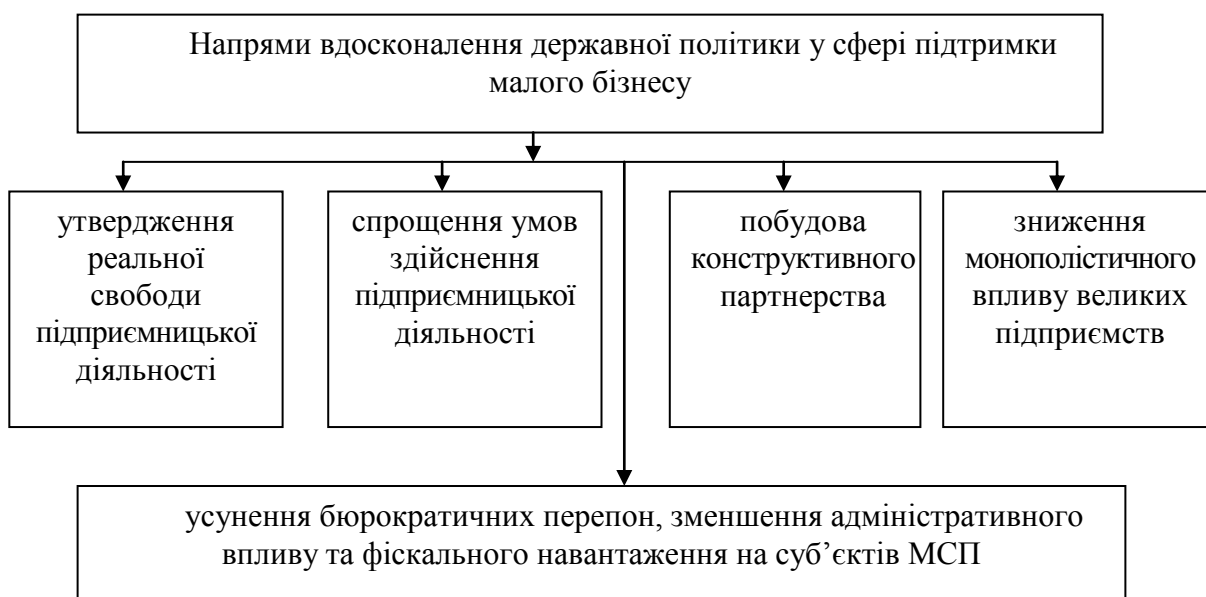 Напрями вдосконалення державної політики у сфері підтримки
малого бізнесу
утвердження
реальної
свободи
підприємницької
діяльності
спрощення умов
здійснення
підприємницької
діяльності
побудова
конструктивного
партнерства
зниження
монополістичного
впливу великих
підприємств
усунення бюрократичних перепон, зменшення адміністративного
впливу та фіскального навантаження на суб’єктів МСП